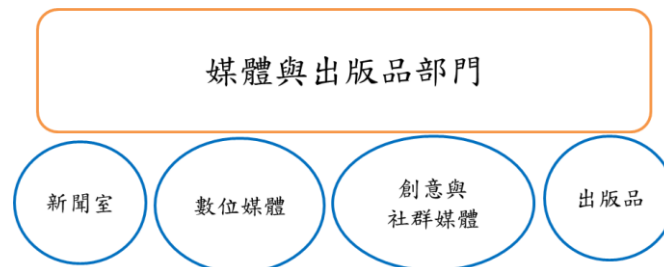 媒體與出版品部門
新聞室
數位媒體
創意與
社群媒體
出版品